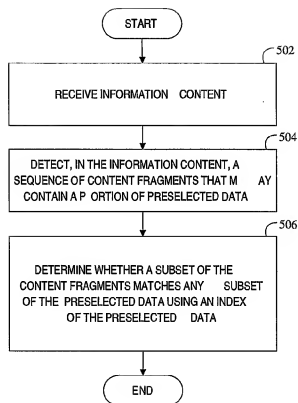 START
502
RECEIVE INFORMATION CONTENT
504
DETECT, IN THE INFORMATION CONTENT, A
SEQUENCE OF CONTENT FRAGMENTS THAT M AY
CONTAIN A P ORTION OF PRESELECTED DATA
506
DETERMINE WHETHER A SUBSET OF THE
CONTENT FRAGMENTS MATCHES ANY SUBSET
OF THE PRESELECTED DATA USING AN INDEX
OF THE PRESELECTED DATA
END